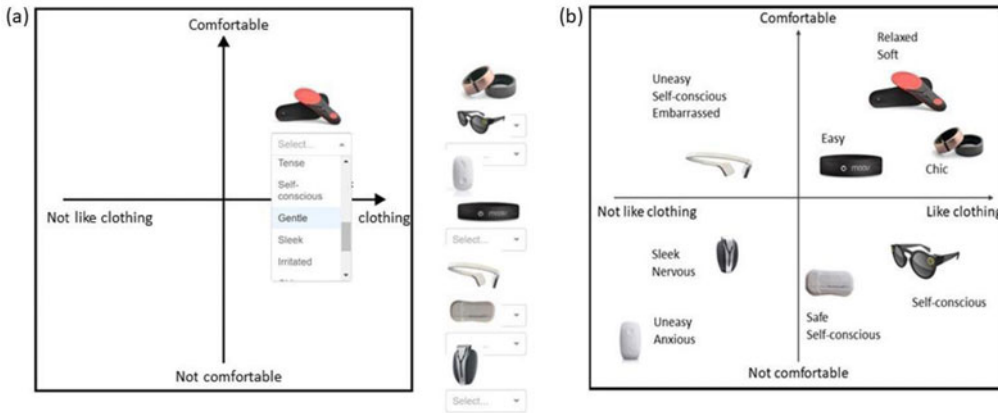 (a)
Comfortable
Select...
Tense
Self-
conscious
Gentle
Sleek
Irritated
Not like clothing
clothing
Not comfortable
Select...
Select...
(b)
Comfortable
Relaxed
Soft
Uneasy
Self-conscious
Embarrassed
Easy
Chic
Not like clothing
Like clothing
Sleek
Nervous
Self-conscious
Safe
Self-conscious
Uneasy
Anxious
Not comfortable